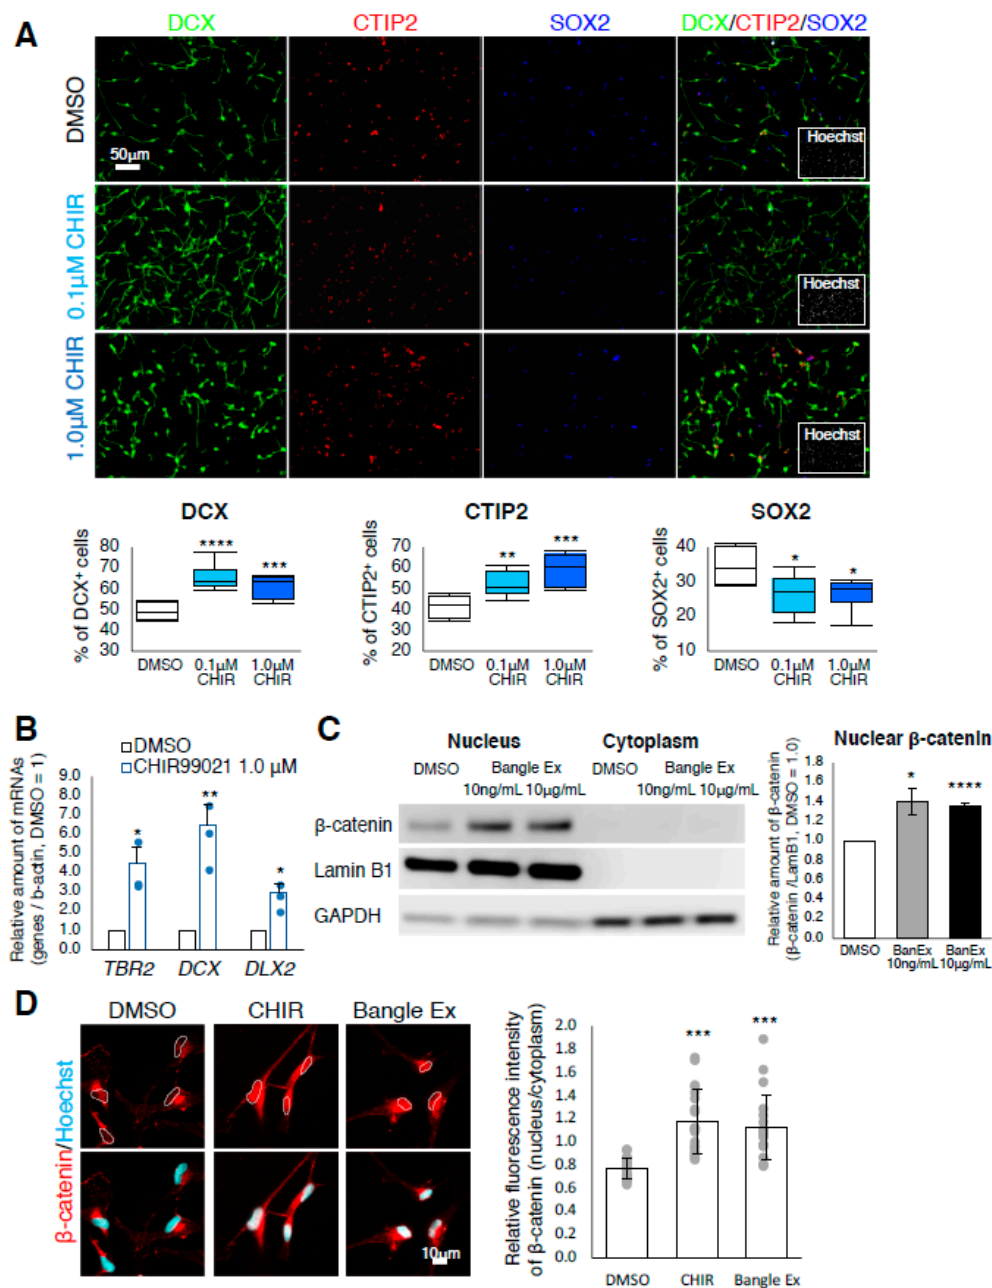 A
DCX CTIP2 SOX2 DCX/CTIP2/SOX2
DMSO
50μm
Hoechst
0.1μM CHIR
Hoechst
1.0μM CHIR
Hoechst
DCX
% of DCX+ cells
80
70
60
50
40
30
****
***
DMSO 0.1μM CHIR 1.0μM CHIR
CTIP2
% of CTIP2+ cells
70
60
50
40
30
20
**
***
DMSO 0.1μM CHIR 1.0μM CHIR
SOX2
% of SOX2+ cells
40
30
20
10
*
*
DMSO 0.1μM CHIR 1.0μM CHIR
B
DMSO
CHIR99021 1.0 μM
Relative amount of mRNAs
(genes / b-actin, DMSO = 1)
9.0
8.0
7.0
6.0
5.0
4.0
3.0
2.0
1.0
0.0
*
**
*
TBR2 DCX DLX2
C
Nucleus Cytoplasm
DMSO Bangle Ex DMSO Bangle Ex
10ng/mL 10μg/mL 10ng/mL 10μg/mL
β-catenin
Lamin B1
GAPDH
Nuclear β-catenin
Relative amount of β-catenin
(β-catenin /LamB1, DMSO = 1.0)
1.8
1.6
1.4
1.2
1.0
0.8
0.6
0.4
0.2
0.0
*
****
DMSO BanEx 10ng/mL BanEx 10μg/mL
D
DMSO CHIR Bangle Ex
β-catenin/Hoechst
10μm
Relative fluorescence intensity
of β-catenin (nucleus/cytoplasm)
2.0
1.8
1.6
1.4
1.2
1.0
0.8
0.6
0.4
0.2
0.0
***
***
DMSO CHIR Bangle Ex